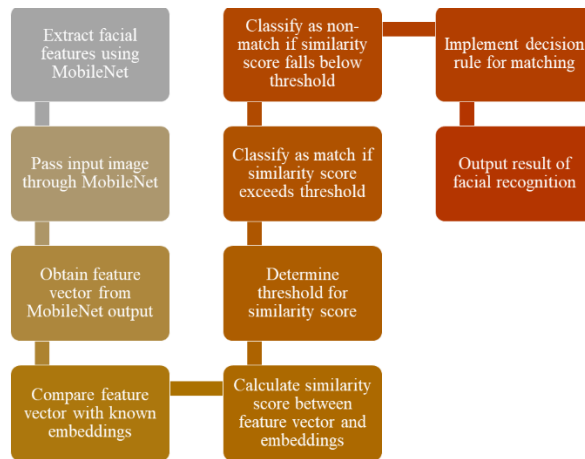 Extract facial
features using
MobileNet
Pass input image
through MobileNet
Obtain feature
vector from
MobileNet output
Compare feature
vector with known
embeddings
Calculate similarity
score between
feature vector and
embeddings
Determine
threshold for
similarity score
Classify as match if
similarity score
exceeds threshold
Classify as non-
match if similarity
score falls below
threshold
Implement decision
rule for matching
Output result of
facial recognition